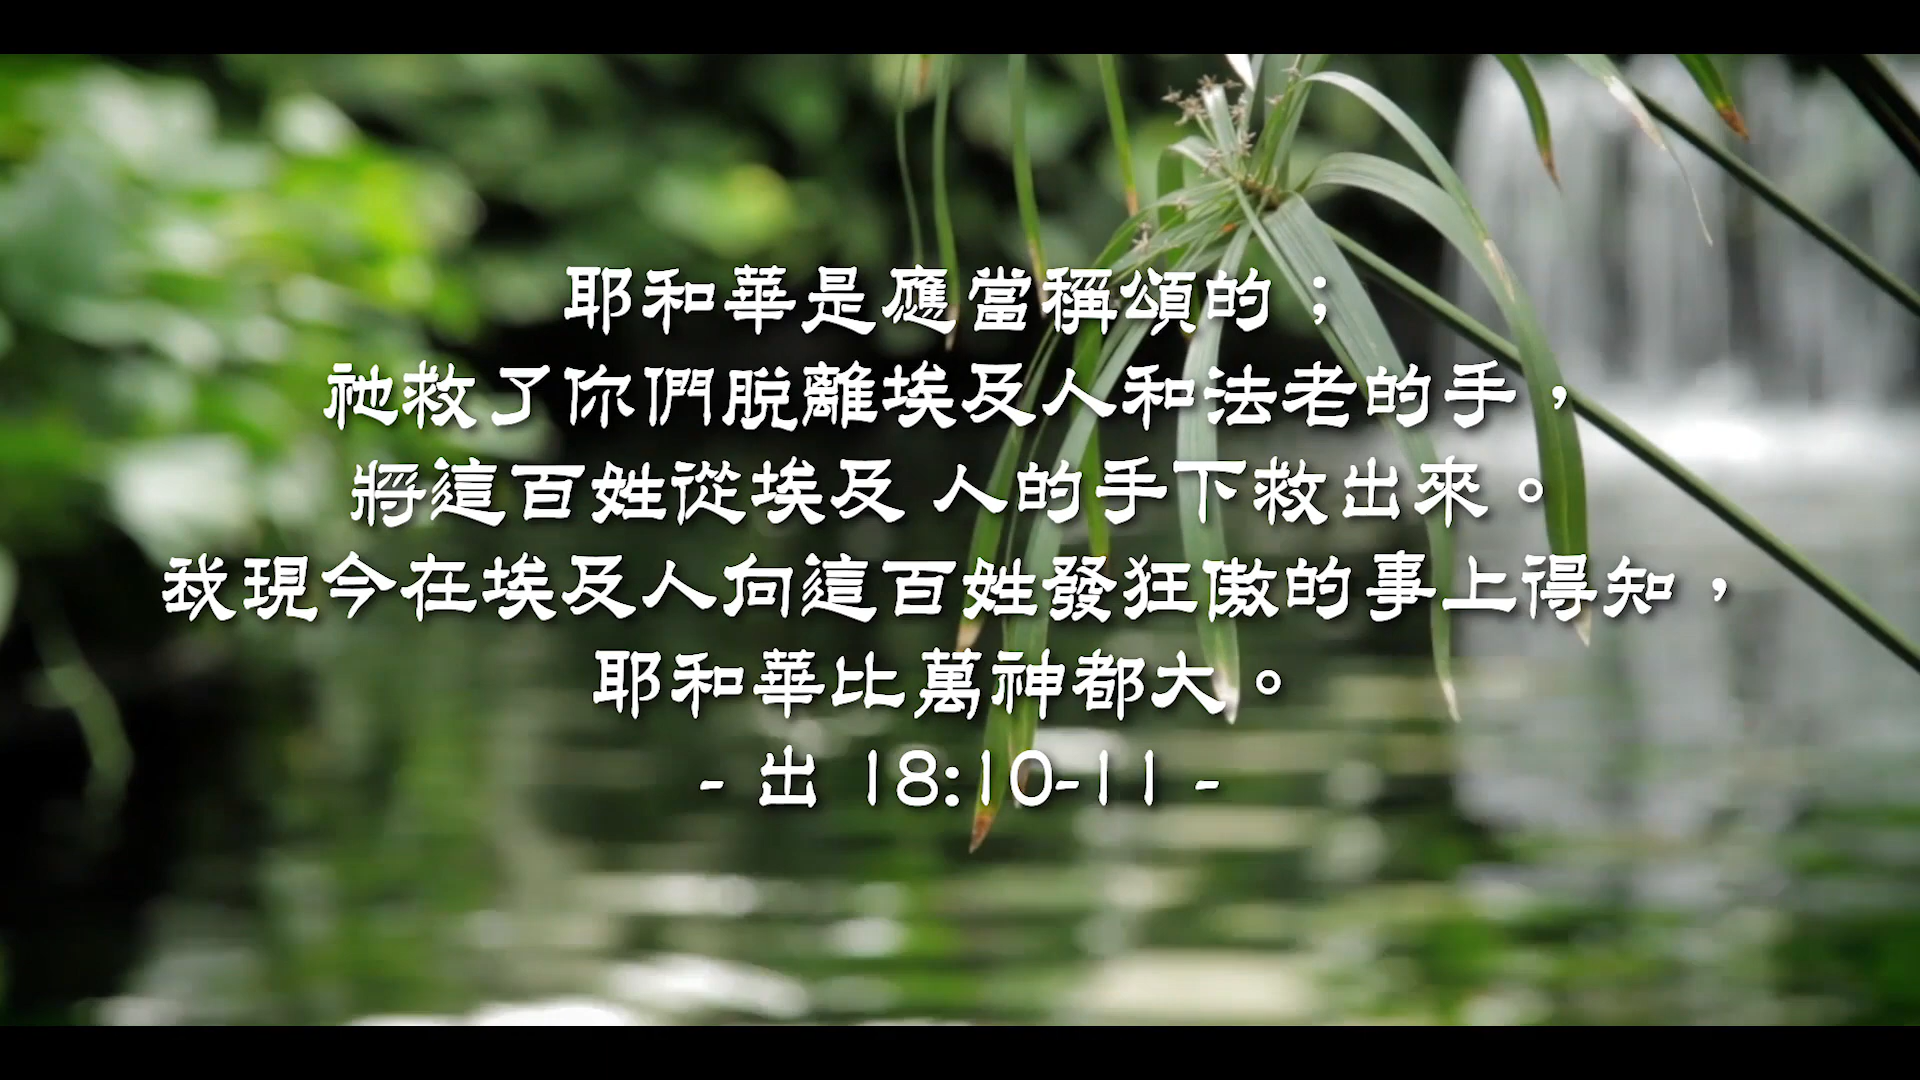 耶和華是應當稱頌的；
祂救了你們脫離埃及人和法老的手，
將這百姓從埃及 人的手下救出來。
我現今在埃及人向這百姓發狂傲的事上得知，
耶和華比萬神都大。
- 出 18:10-11 -